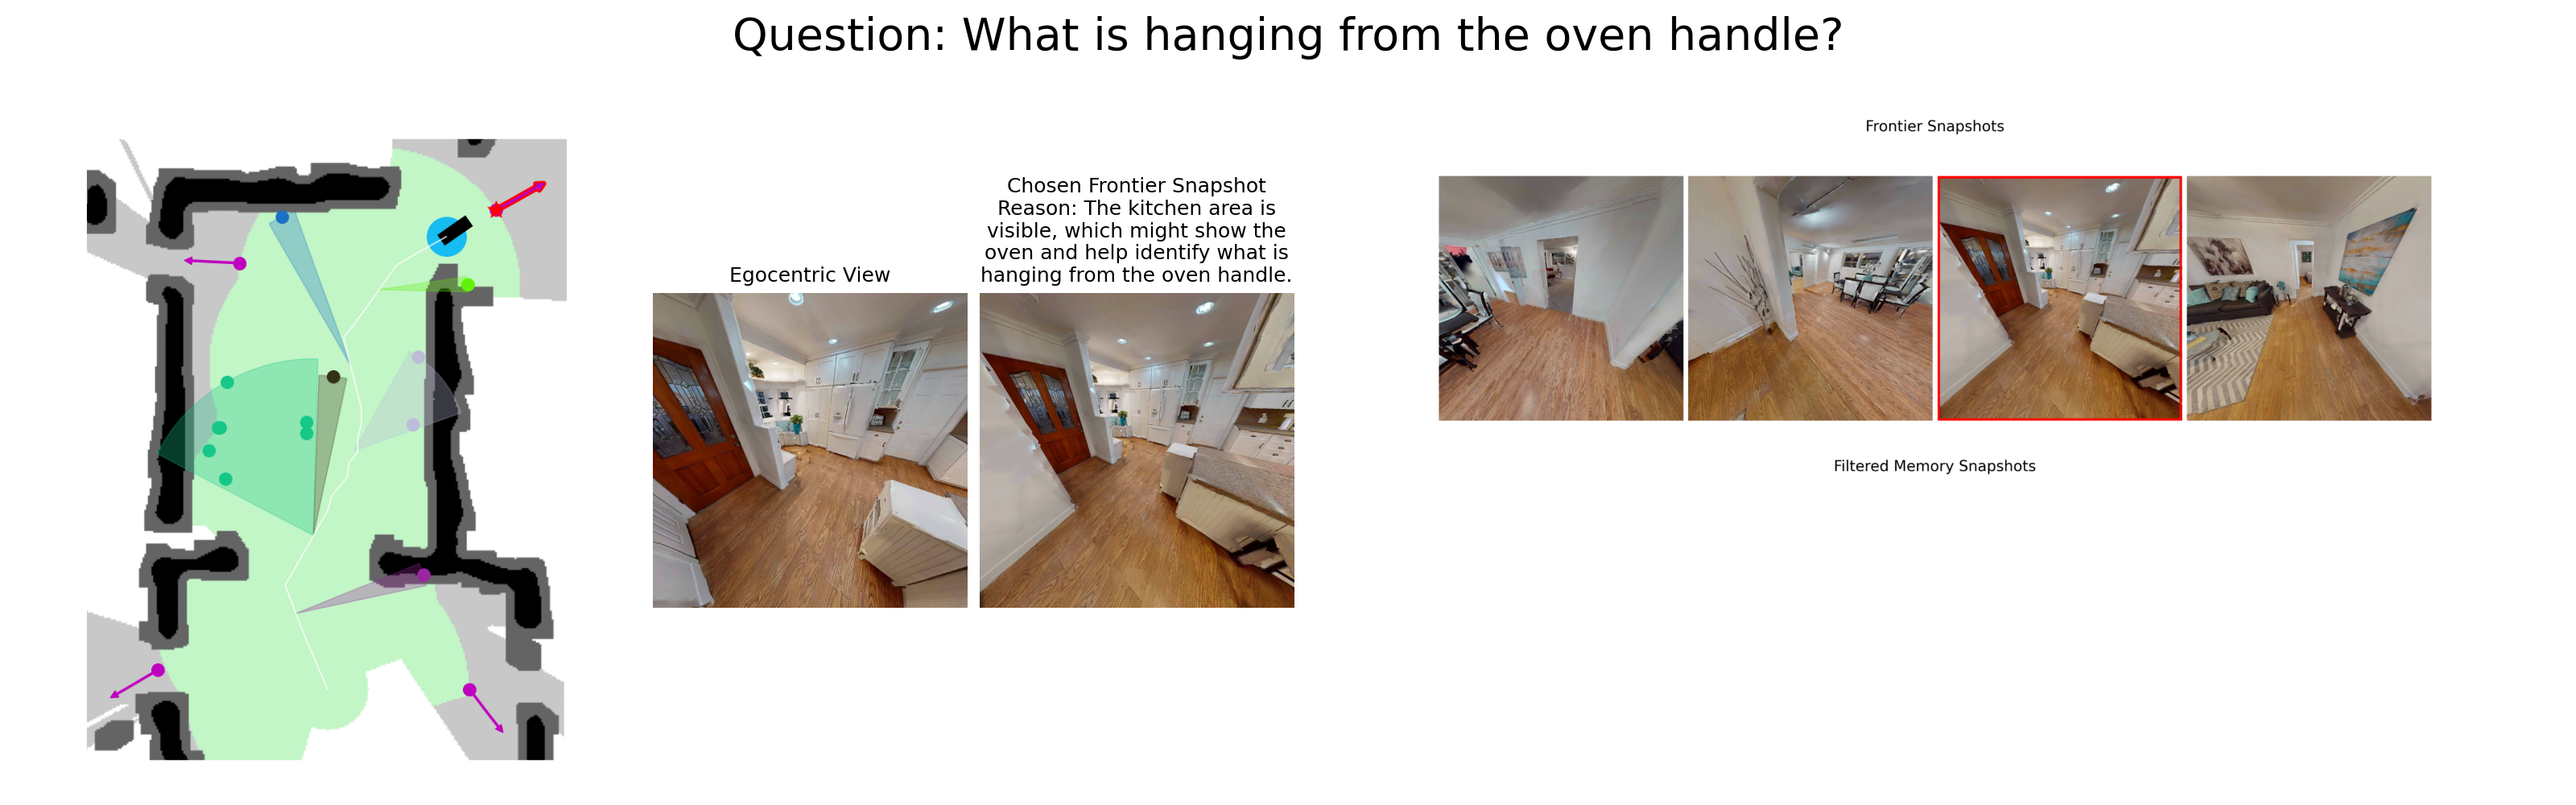 Question: What is hanging from the oven handle?
Frontier Snapshots
Chosen Frontier Snapshot
Reason: The kitchen area is
visible, which might show the
oven and help identify what is
hanging from the oven handle.
Egocentric View
Filtered Memory Snapshots